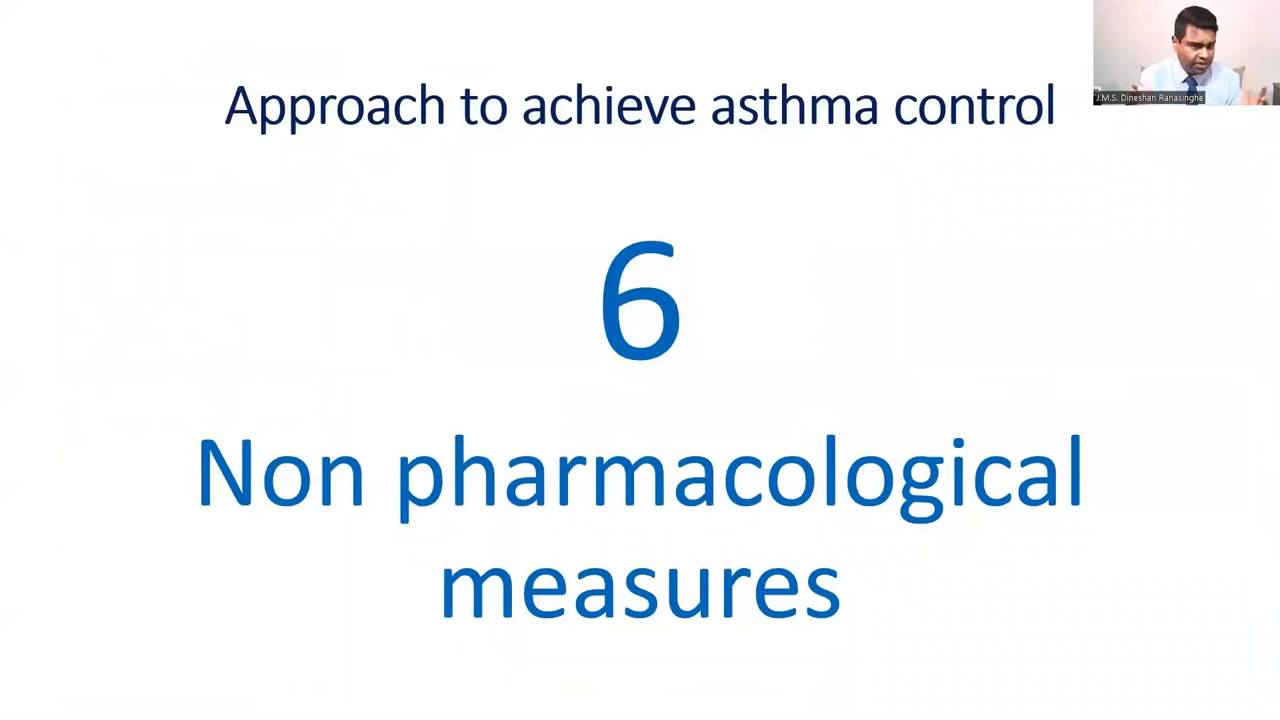 Approach to achieve asthma control
J.M.S. Dineshan Ranasinghe
6
Non pharmacological
measures